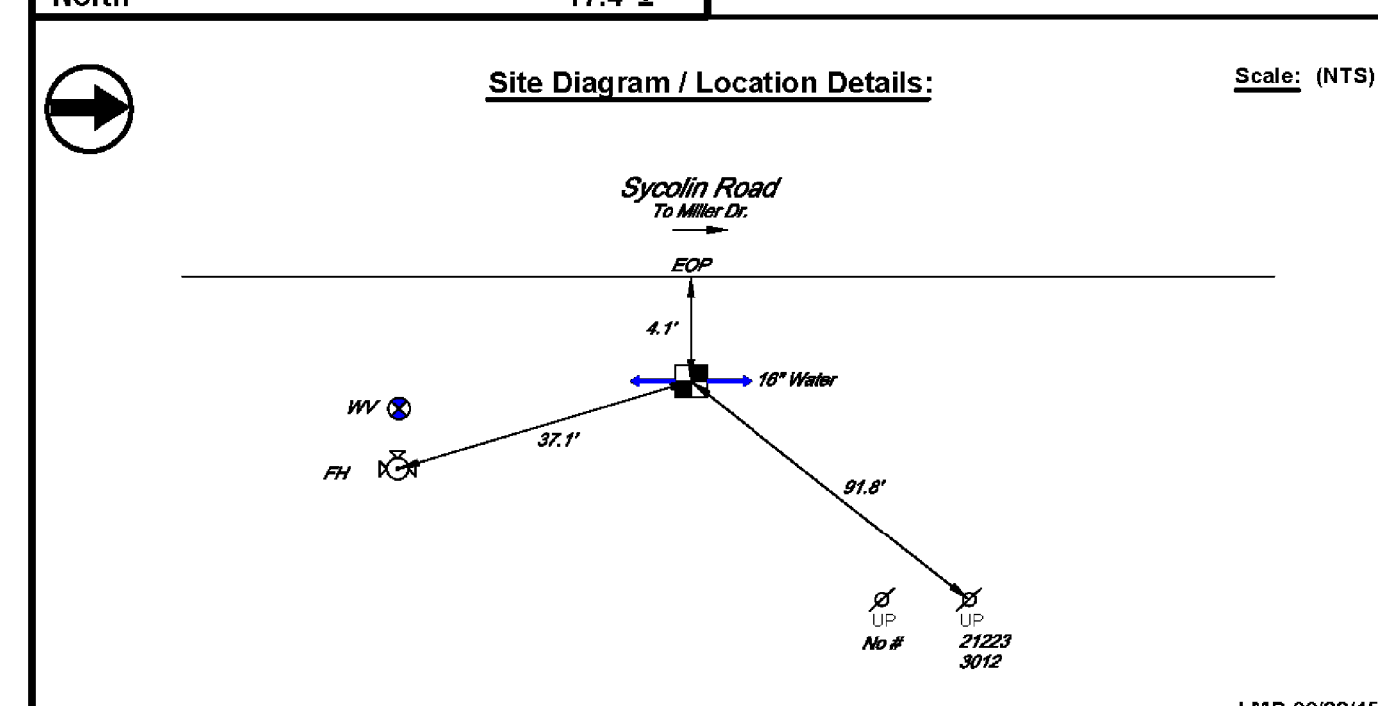 Site Diagram / Location Details:
Scale: (NTS)
Sycolin Road
To Miller Dr.
EOP
4.1'
16" Water
WV
37.1'
FH
91.8'
UP
UP
No #
21223
3012